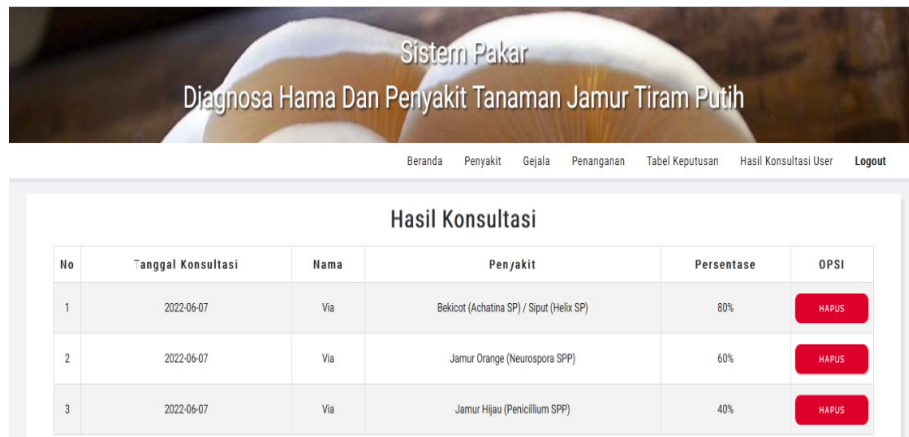 Sistem Pakar
Diagnosa Hama Dan Penyakit Tanaman Jamur Tiram Putih
Beranda Penyakit Gejala Penanganan Tabel Keputusan Hasil Konsultasi User Logout
Hasil Konsultasi
No Tanggal Konsultasi Nama Penyakit Persentase OPSI
1 2022-06-07 Via Bekicot (Achatina SP) / Siput (Helix SP) 80% HAPUS
2 2022-06-07 Via Jamur Orange (Neurospora SPP) 60% HAPUS
3 2022-06-07 Via Jamur Hijau (Penicillium SPP) 40% HAPUS